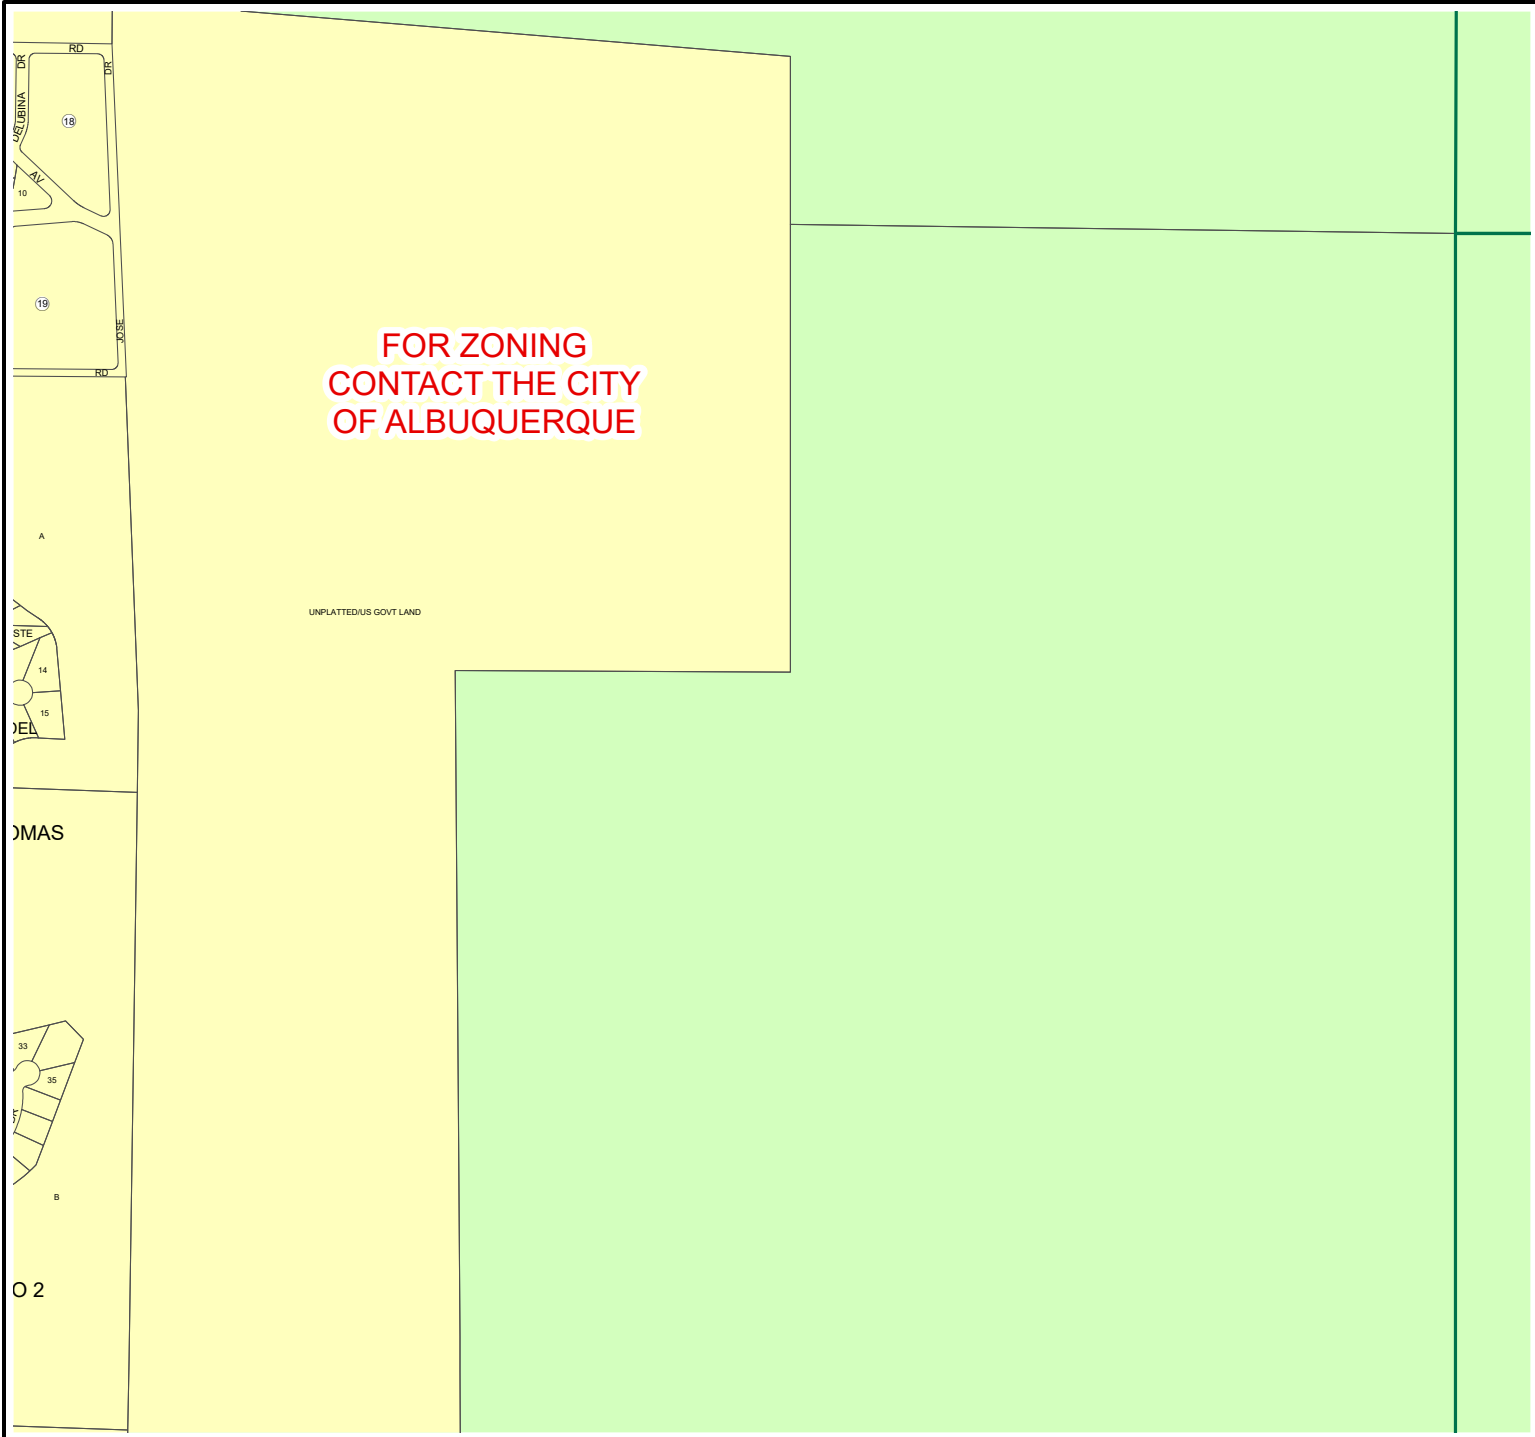 RD
DR
DR
DELUBINA
18
AV
10
19
JOSE
RD
FOR ZONING
CONTACT THE CITY
OF ALBUQUERQUE
A
UNPLATTED/US GOVT LAND
STE
14
15
DEL
OMAS
33
35
B
O 2